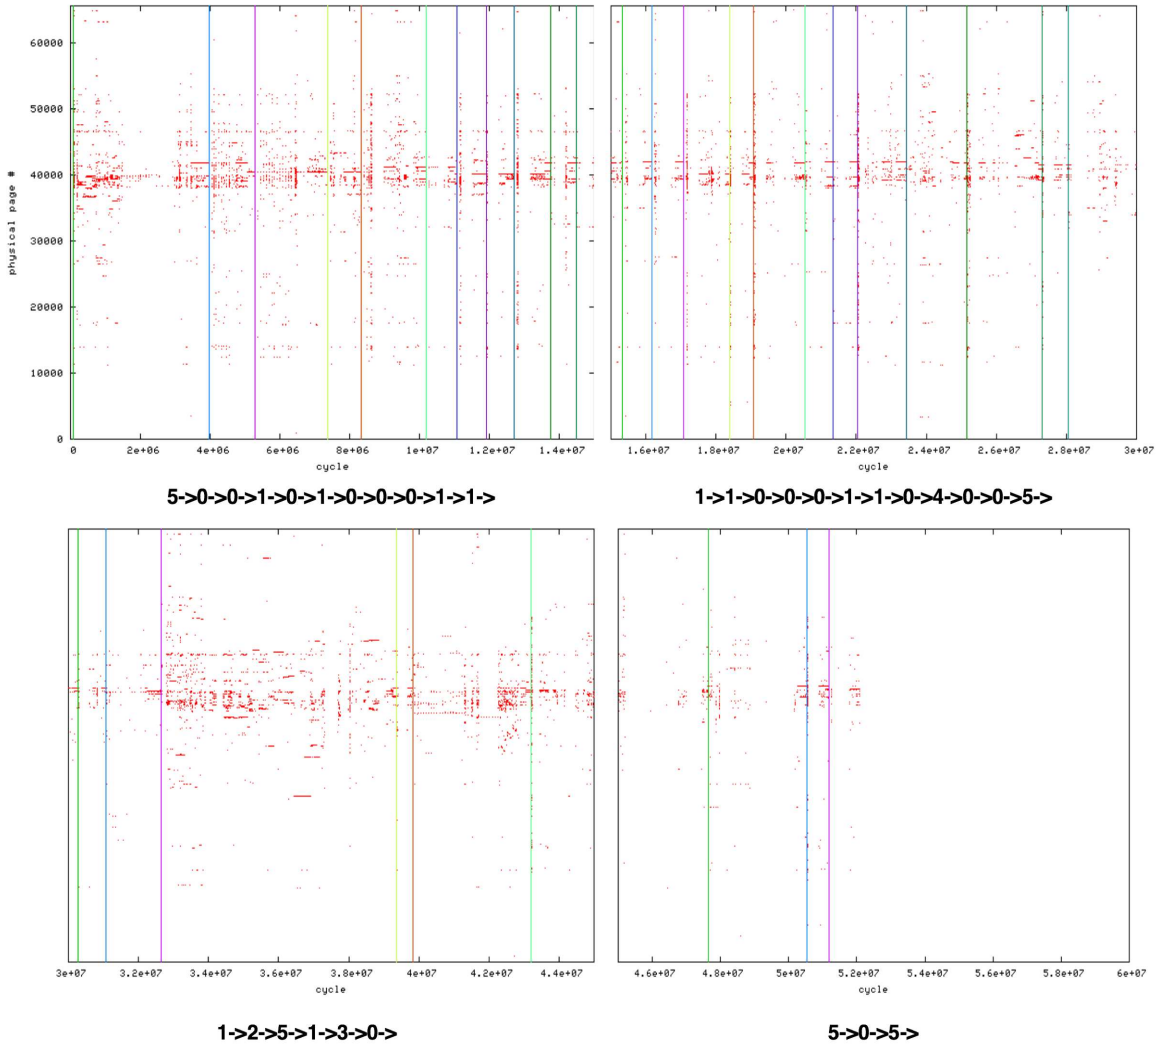 60000
50000
40000
30000
20000
10000
0
physical page #
0 2e+06 4e+06 6e+06 8e+06 1e+07 1.2e+07 1.4e+07
cycle
1.6e+07 1.8e+07 2e+07 2.2e+07 2.4e+07 2.6e+07 2.8e+07 3e+07
cycle
5->0->0->1->0->1->0->0->0->1->1->
1->1->0->0->0->1->1->0->4->0->0->5->
3e+07 3.2e+07 3.4e+07 3.6e+07 3.8e+07 4e+07 4.2e+07 4.4e+07
cycle
4.6e+07 4.8e+07 5e+07 5.2e+07 5.4e+07 5.6e+07 5.8e+07 6e+07
cycle
1->2->5->1->3->0->
5->0->5->